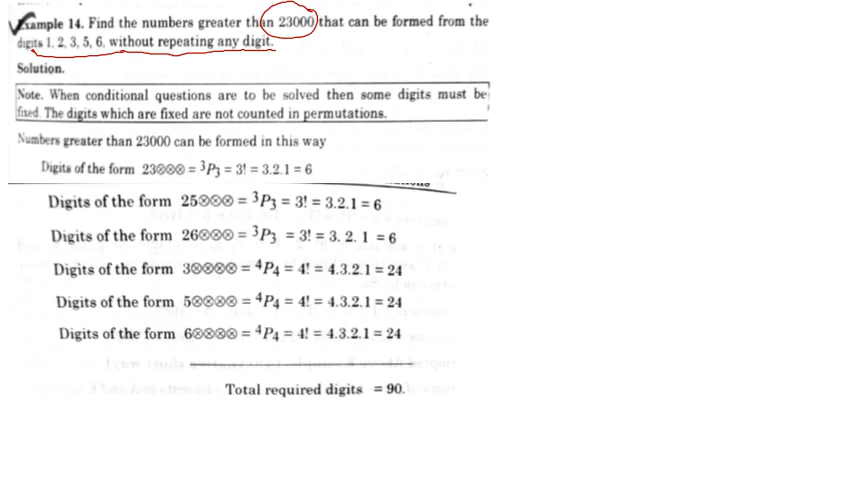 Example 14. Find the numbers greater than 23000 that can be formed from the
digits 1, 2, 3, 5, 6, without repeating any digit.
Solution.
Note. When conditional questions are to be solved then some digits must be
fixed. The digits which are fixed are not counted in permutations.
Numbers greater than 23000 can be formed in this way
Digits of the form 23⊗⊗⊗ = ³P₃ = 3! = 3.2.1 = 6
Digits of the form 25⊗⊗⊗ = ³P₃ = 3! = 3.2.1 = 6
Digits of the form 26⊗⊗⊗ = ³P₃ = 3! = 3. 2. 1 = 6
Digits of the form 3⊗⊗⊗⊗ = ⁴P₄ = 4! = 4.3.2.1 = 24
Digits of the form 5⊗⊗⊗⊗ = ⁴P₄ = 4! = 4.3.2.1 = 24
Digits of the form 6⊗⊗⊗⊗ = ⁴P₄ = 4! = 4.3.2.1 = 24
Total required digits = 90.